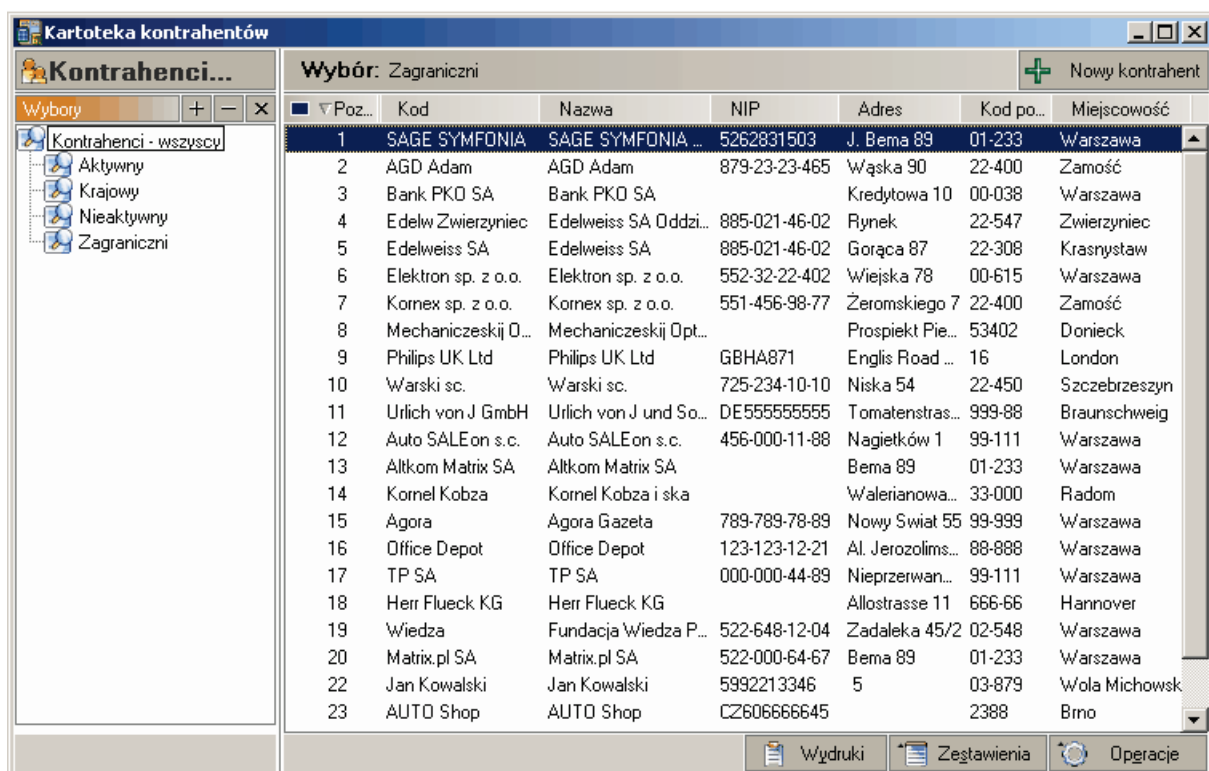 Kartoteka kontrahentów
Kontrahenci...
Wybór: Zagraniczni
Nowy kontrahent
Wybory
Kontrahenci - wszyscy
Aktywny
Krajowy
Nieaktywny
Zagraniczni
Poz... Kod Nazwa NIP Adres Kod po... Miejscowość
1 SAGE SYMFONIA SAGE SYMFONIA ... 5262831503 J. Bema 89 01-233 Warszawa
2 AGD Adam AGD Adam 879-23-23-465 Wąska 90 22-400 Zamość
3 Bank PKO SA Bank PKO SA Kredytowa 10 00-038 Warszawa
4 Edelw Zwierzyniec Edelweiss SA Oddzi... 885-021-46-02 Rynek 22-547 Zwierzyniec
5 Edelweiss SA Edelweiss SA 885-021-46-02 Gorąca 87 22-308 Krasnystaw
6 Elektron sp. z o.o. Elektron sp. z o.o. 552-32-22-402 Wiejska 78 00-615 Warszawa
7 Kornex sp. z o.o. Kornex sp. z o.o. 551-456-98-77 Żeromskiego 7 22-400 Zamość
8 Mechaniczeskij O... Mechaniczeskij Opt... Prospiekt Pie... 53402 Donieck
9 Philips UK Ltd Philips UK Ltd GBHA871 Englis Road ... 16 London
10 Warski sc. Warski sc. 725-234-10-10 Niska 54 22-450 Szczebrzeszyn
11 Urlich von J GmbH Urlich von J und So... DE555555555 Tomatenstras... 999-88 Braunschweig
12 Auto SALEon s.c. Auto SALEon s.c. 456-000-11-88 Nagietków 1 99-111 Warszawa
13 Altkom Matrix SA Altkom Matrix SA Bema 89 01-233 Warszawa
14 Kornel Kobza Kornel Kobza i ska Walerianowa... 33-000 Radom
15 Agora Agora Gazeta 789-789-78-89 Nowy Swiat 55 99-999 Warszawa
16 Office Depot Office Depot 123-123-12-21 Al. Jerozolims... 88-888 Warszawa
17 TP SA TP SA 000-000-44-89 Nieprzerwan... 99-111 Warszawa
18 Herr Flueck KG Herr Flueck KG Allostrasse 11 666-66 Hannover
19 Wiedza Fundacja Wiedza P... 522-648-12-04 Zadaleka 45/2 02-548 Warszawa
20 Matrix.pl SA Matrix.pl SA 522-000-64-67 Bema 89 01-233 Warszawa
22 Jan Kowalski Jan Kowalski 5992213346 5 03-879 Wola Michowsk
23 AUTO Shop AUTO Shop CZ606666645 2388 Brno
Wydruki Zestawienia Operacje